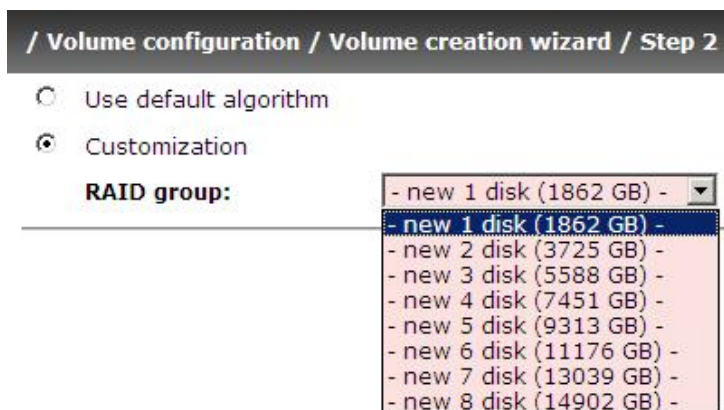 / Volume configuration / Volume creation wizard / Step 2
Use default algorithm
Customization
RAID group: - new 1 disk (1862 GB) -
- new 1 disk (1862 GB) -
- new 2 disk (3725 GB) -
- new 3 disk (5588 GB) -
- new 4 disk (7451 GB) -
- new 5 disk (9313 GB) -
- new 6 disk (11176 GB) -
- new 7 disk (13039 GB) -
- new 8 disk (14902 GB) -